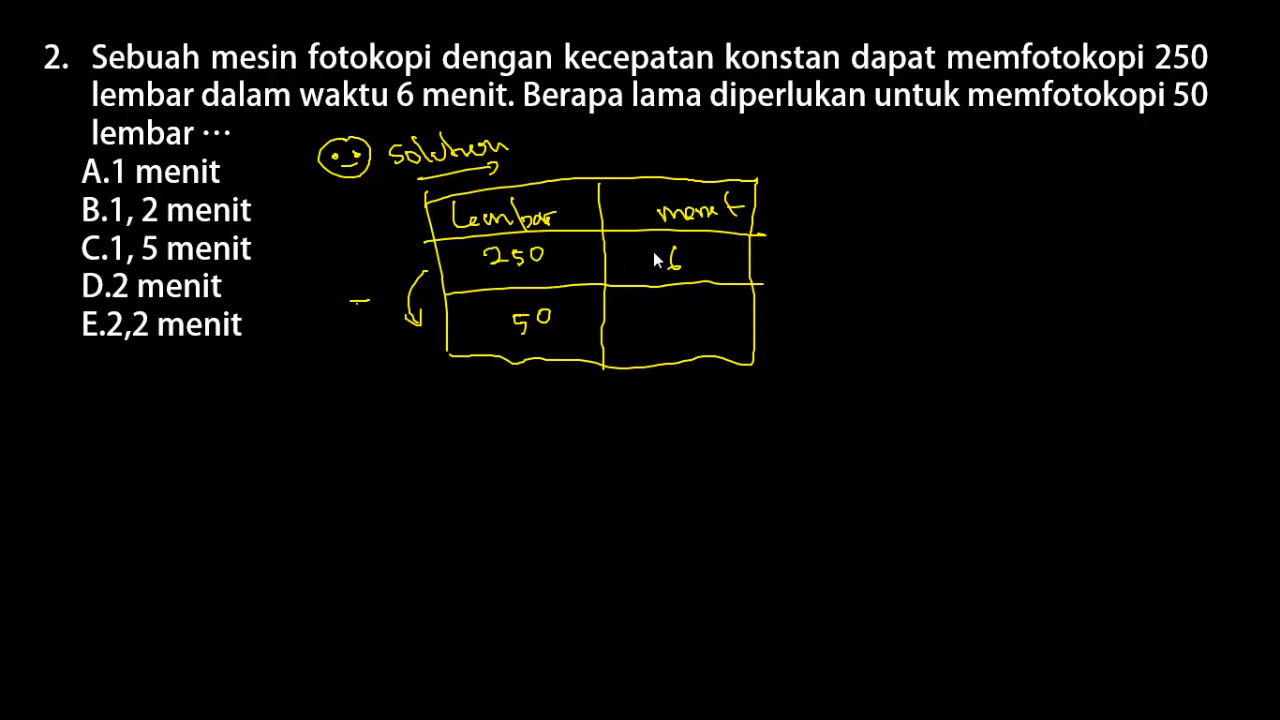 2. Sebuah mesin fotokopi dengan kecepatan konstan dapat memfotokopi 250
lembar dalam waktu 6 menit. Berapa lama diperlukan untuk memfotokopi 50
lembar ⋯
A.1 menit
B.1, 2 menit
C.1, 5 menit
D.2 menit
E.2,2 menit
solution
Lembar menit
250 6
50